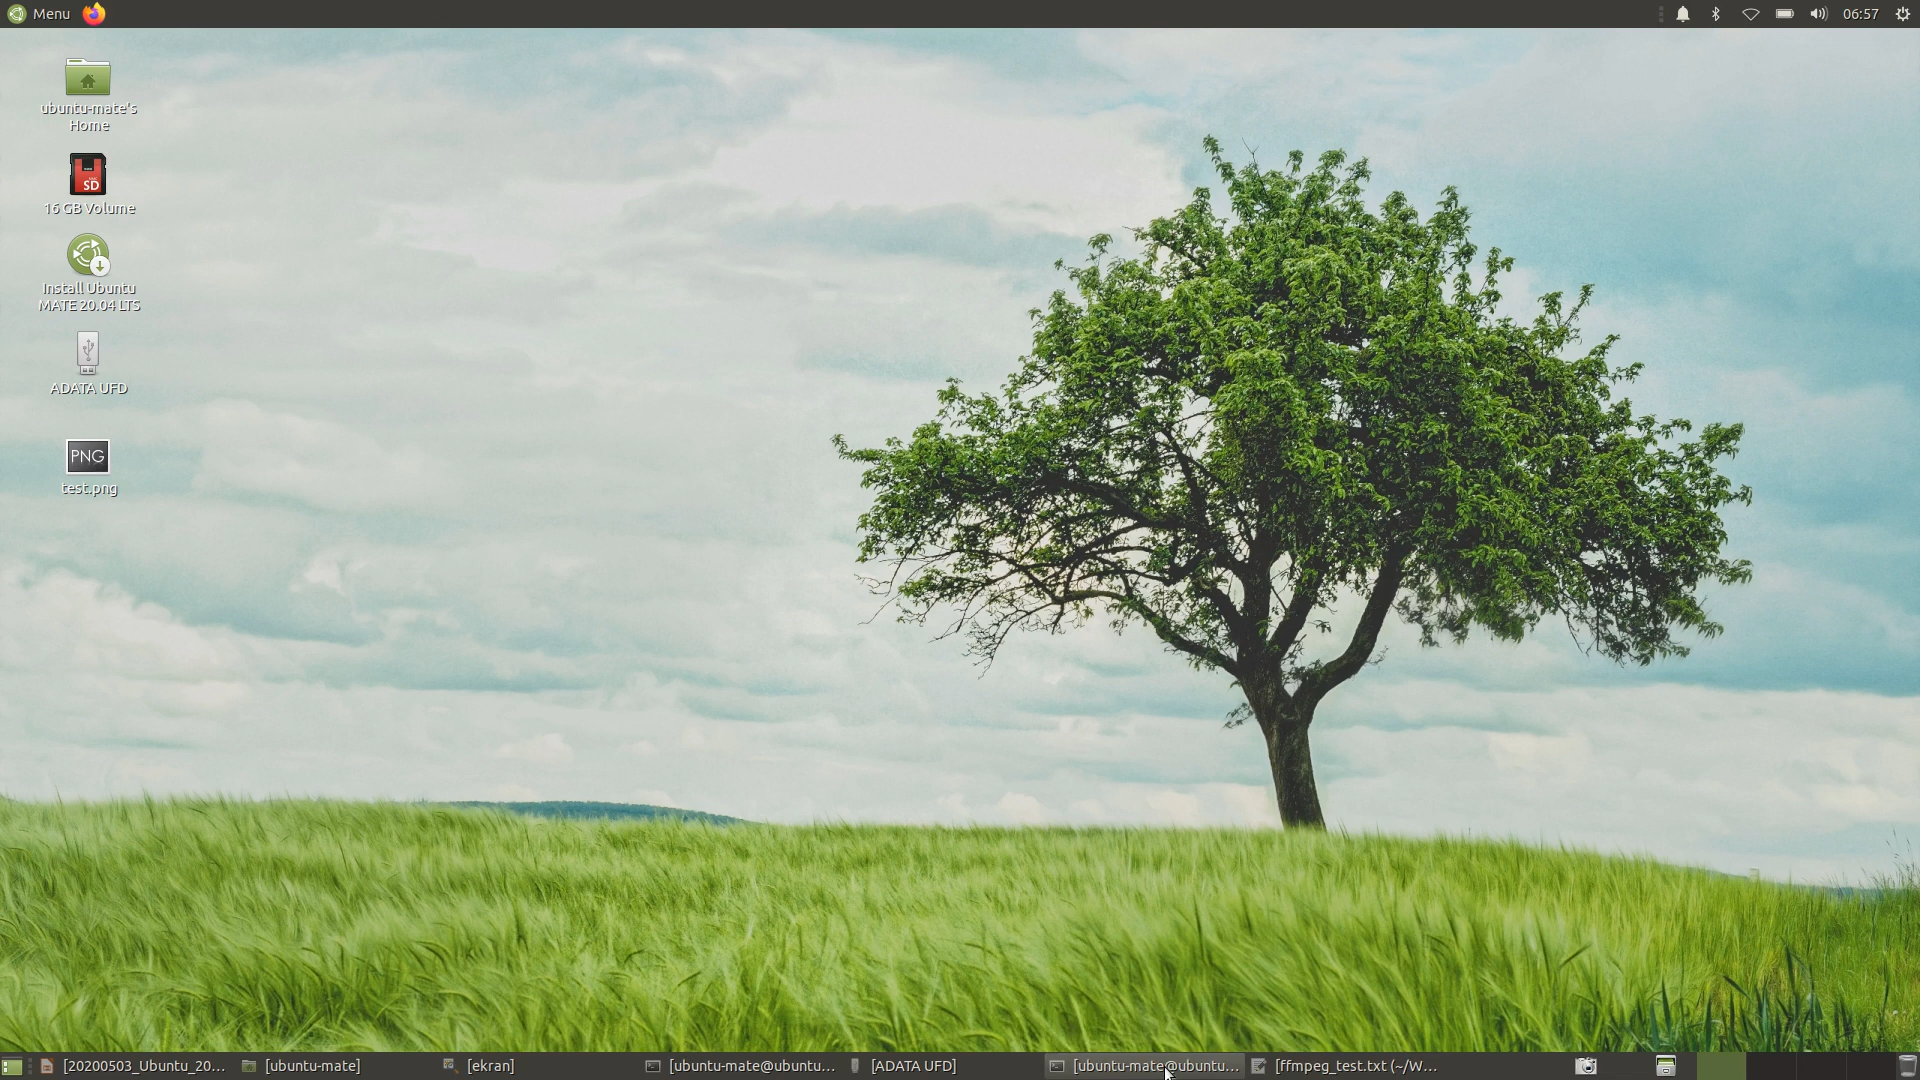 Menu
06:57
ubuntu-mate's
Home
SD
16 GB Volume
Install Ubuntu
MATE 20.04 LTS
ADATA UFD
PNG
test.png
[20200503_Ubuntu_20...
[ubuntu-mate]
[ekran]
[ubuntu-mate@ubuntu...
[ADATA UFD]
[ubuntu-mate@ubuntu...
[ffmpeg_test.txt (~/W...